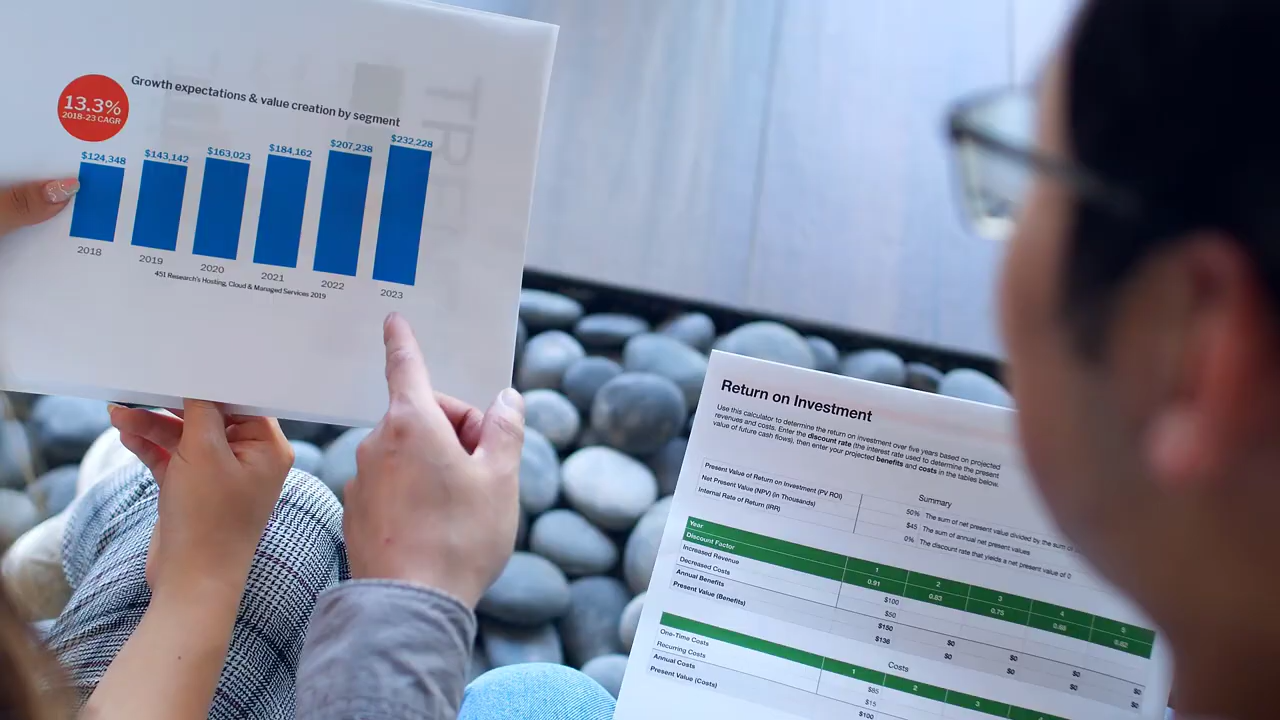 Growth expectations & value creation by segment
13.3%
2018-23 CAGR
$124,348
$143,142
$163,023
$184,162
$207,238
$232,228
2018
2019
2020
2021
2022
2023
451 Research's Hosting, Cloud & Managed Services 2019
Return on Investment
Use this calculator to determine the return on investment over five years based on projected
revenues and costs. Enter the discount rate (the interest rate used to determine the present
value of future cash flows), then enter your projected benefits and costs in the tables below.
Summary
Present Value of Return on Investment (PV ROI) 50% The sum of net present value divided by the sum of
Net Present Value (NPV) (in Thousands) $45 The sum of annual net present values
Internal Rate of Return (IRR) 0% The discount rate that yields a net present value of 0
Year 1 2 3 4 5
Discount Factor 0.91 0.83 0.75 0.68 0.62
Increased Revenue $100
Decreased Costs $50
Annual Benefits $150 $0 $0 $0 $0
Present Value (Benefits) $136 $0 $0 $0 $0
Costs
1 2 3
One-Time Costs $85
Recurring Costs $15
Annual Costs $100
Present Value (Costs)